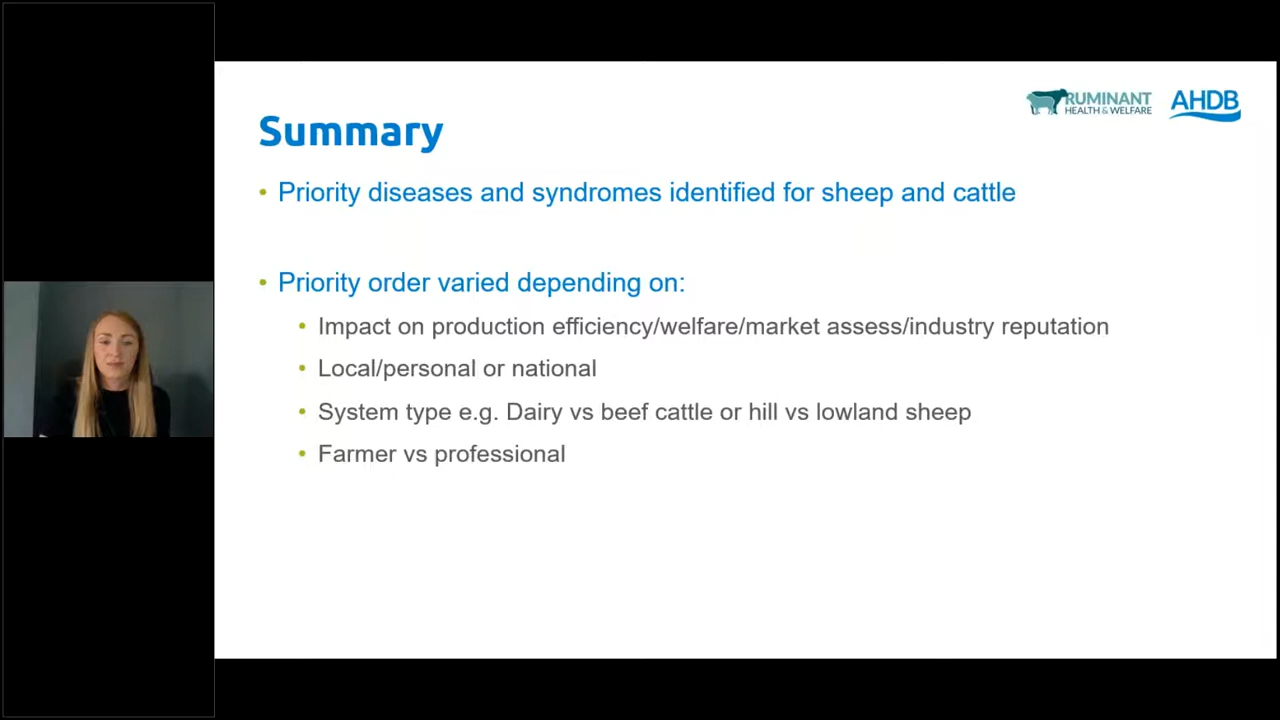 RUMINANT
HEALTH & WELFARE
AHDB
Summary
• Priority diseases and syndromes identified for sheep and cattle
• Priority order varied depending on:
• Impact on production efficiency/welfare/market assess/industry reputation
• Local/personal or national
• System type e.g. Dairy vs beef cattle or hill vs lowland sheep
• Farmer vs professional